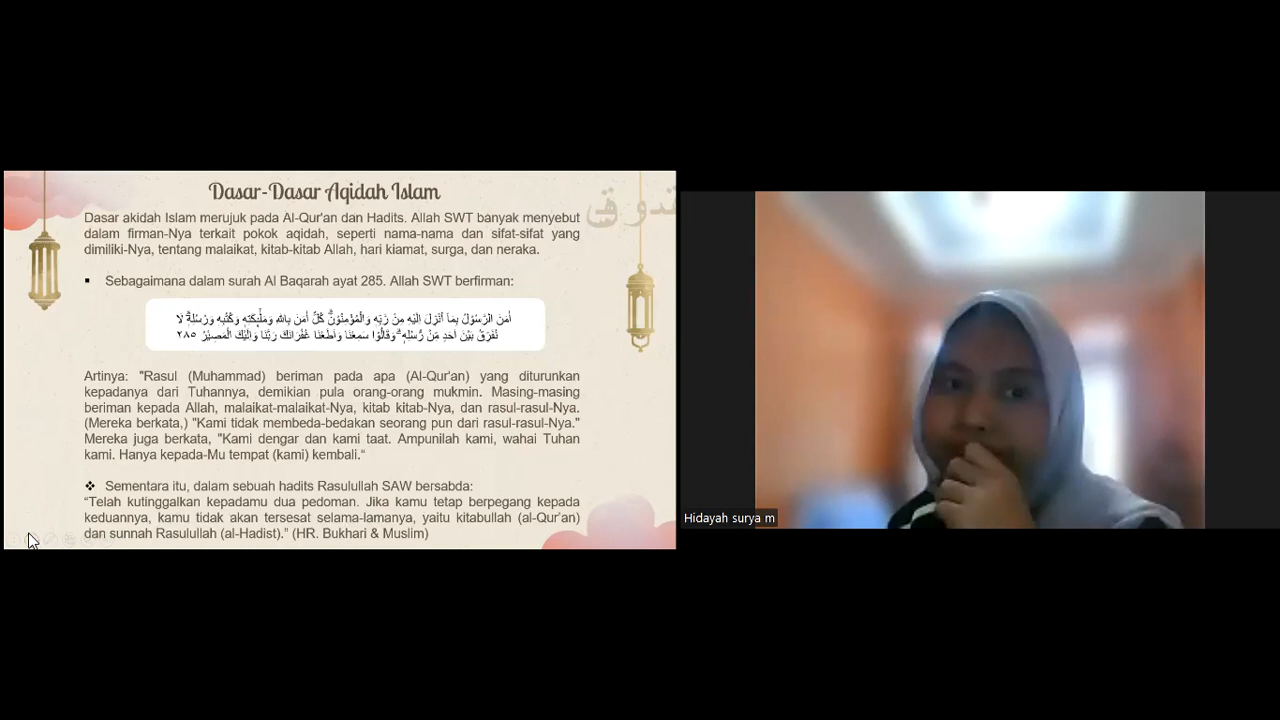 Dasar-Dasar Aqidah Islam
Dasar akidah Islam merujuk pada Al-Qur'an dan Hadits. Allah SWT banyak menyebut
dalam firman-Nya terkait pokok aqidah, seperti nama-nama dan sifat-sifat yang
dimiliki-Nya, tentang malaikat, kitab-kitab Allah, hari kiamat, surga, dan neraka.
▪ Sebagaimana dalam surah Al Baqarah ayat 285. Allah SWT berfirman:
اٰمَنَ الرَّسُوْلُ بِمَآ اُنْزِلَ اِلَيْهِ مِنْ رَّبِّهٖ وَالْمُؤْمِنُوْنَۗ كُلٌّ اٰمَنَ بِاللّٰهِ وَمَلٰۤىِٕكَتِهٖ وَكُتُبِهٖ وَرُسُلِهٖۗ لَا
نُفَرِّقُ بَيْنَ اَحَدٍ مِّنْ رُّسُلِهٖ ۗ وَقَالُوْا سَمِعْنَا وَاَطَعْنَا غُفْرَانَكَ رَبَّنَا وَاِلَيْكَ الْمَصِيْرُ ٢٨٥
Artinya: "Rasul (Muhammad) beriman pada apa (Al-Qur'an) yang diturunkan
kepadanya dari Tuhannya, demikian pula orang-orang mukmin. Masing-masing
beriman kepada Allah, malaikat-malaikat-Nya, kitab kitab-Nya, dan rasul-rasul-Nya.
(Mereka berkata,) "Kami tidak membeda-bedakan seorang pun dari rasul-rasul-Nya."
Mereka juga berkata, "Kami dengar dan kami taat. Ampunilah kami, wahai Tuhan
kami. Hanya kepada-Mu tempat (kami) kembali.“
❖ Sementara itu, dalam sebuah hadits Rasulullah SAW bersabda:
“Telah kutinggalkan kepadamu dua pedoman. Jika kamu tetap berpegang kepada
keduannya, kamu tidak akan tersesat selama-lamanya, yaitu kitabullah (al-Qur’an)
dan sunnah Rasulullah (al-Hadist).” (HR. Bukhari & Muslim)
Hidayah surya m